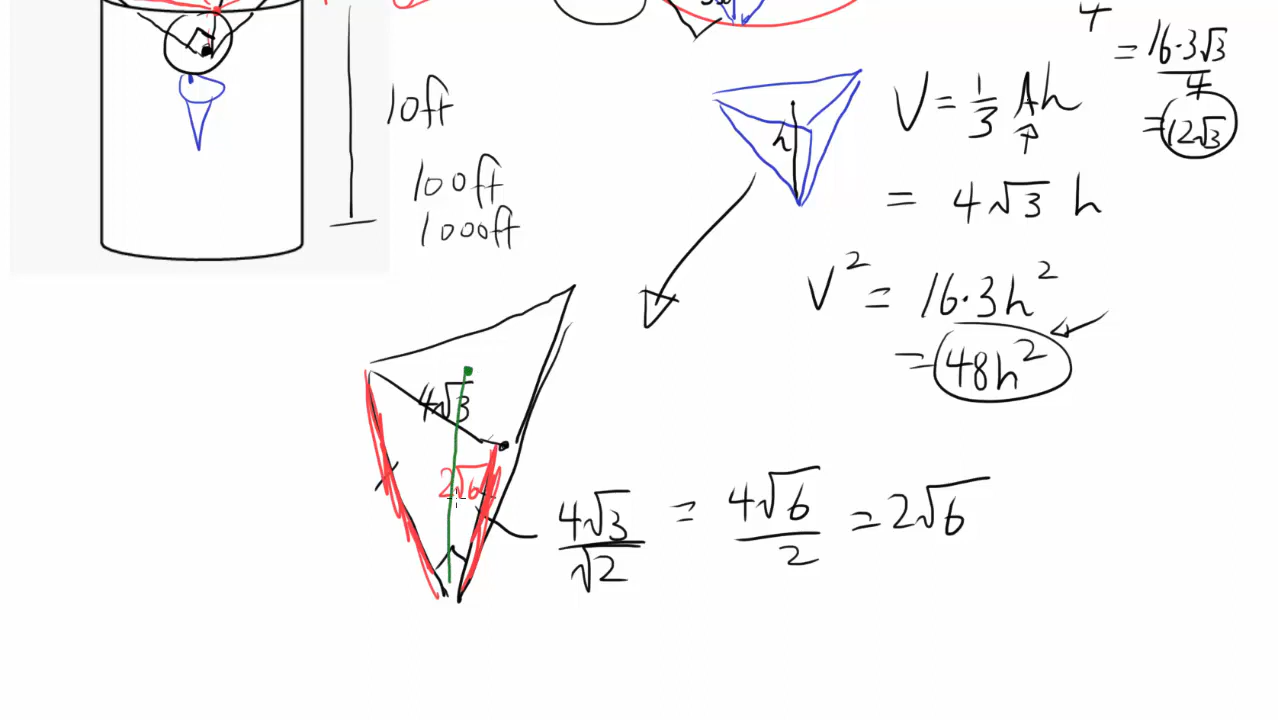 4
= 16·3√3 / 4
= 12√3
10ft
100ft
1000ft
h
V = 1/3 Ah
= 4√3 h
V² = 16·3h²
= 48h²
4√3
2√6
4√3 / √2 = 4√6 / 2 = 2√6